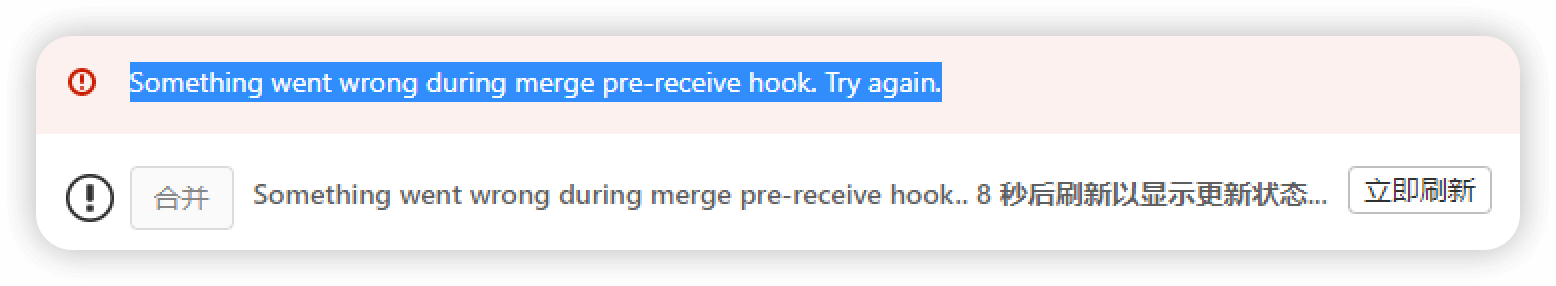 Something went wrong during merge pre-receive hook. Try again.
合并 Something went wrong during merge pre-receive hook.. 8 秒后刷新以显示更新状态... 立即刷新